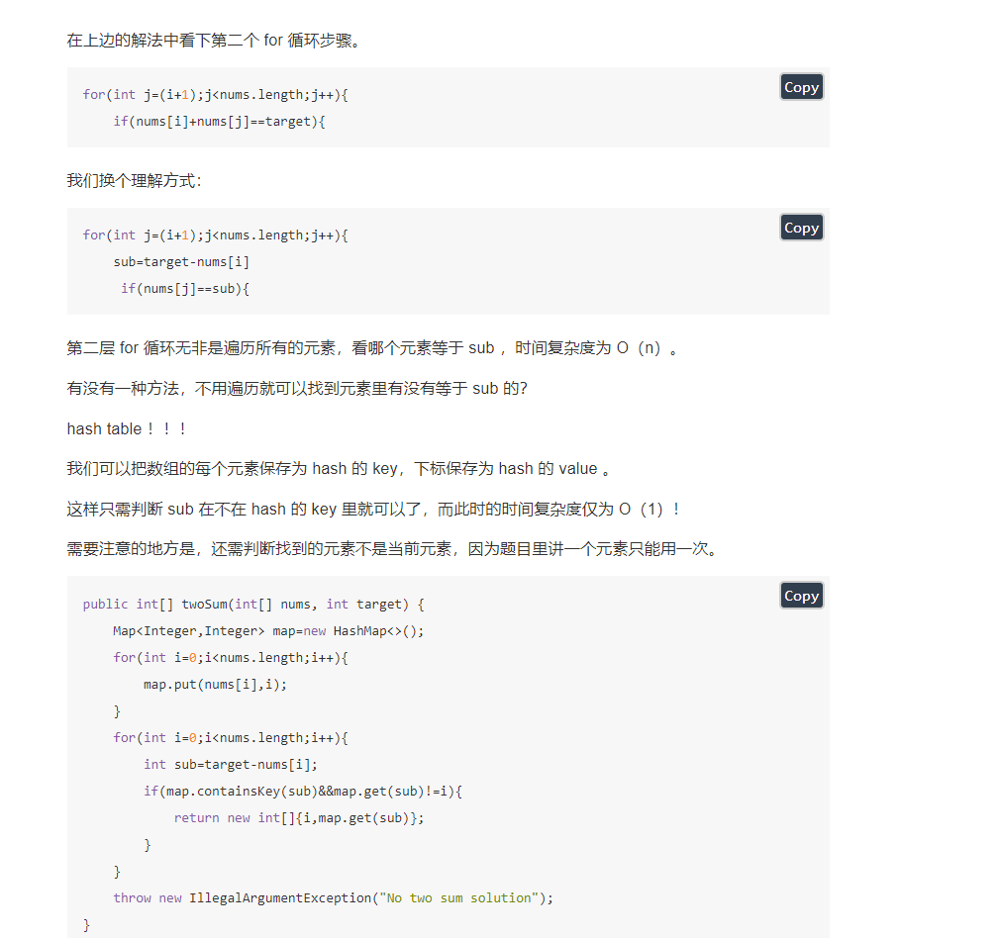 在上边的解法中看下第二个 for 循环步骤。
Copy
for(int j=(i+1);j<nums.length;j++){
    if(nums[i]+nums[j]==target){
我们换个理解方式：
Copy
for(int j=(i+1);j<nums.length;j++){
    sub=target-nums[i]
     if(nums[j]==sub){
第二层 for 循环无非是遍历所有的元素，看哪个元素等于 sub ，时间复杂度为 O（n）。
有没有一种方法，不用遍历就可以找到元素里有没有等于 sub 的？
hash table ！！！
我们可以把数组的每个元素保存为 hash 的 key，下标保存为 hash 的 value 。
这样只需判断 sub 在不在 hash 的 key 里就可以了，而此时的时间复杂度仅为 O（1）！
需要注意的地方是，还需判断找到的元素不是当前元素，因为题目里讲一个元素只能用一次。
Copy
public int[] twoSum(int[] nums, int target) {
    Map<Integer,Integer> map=new HashMap<>();
    for(int i=0;i<nums.length;i++){
        map.put(nums[i],i);
    }
    for(int i=0;i<nums.length;i++){
        int sub=target-nums[i];
        if(map.containsKey(sub)&&map.get(sub)!=i){
            return new int[]{i,map.get(sub)};
        }
    }
    throw new IllegalArgumentException("No two sum solution");
}